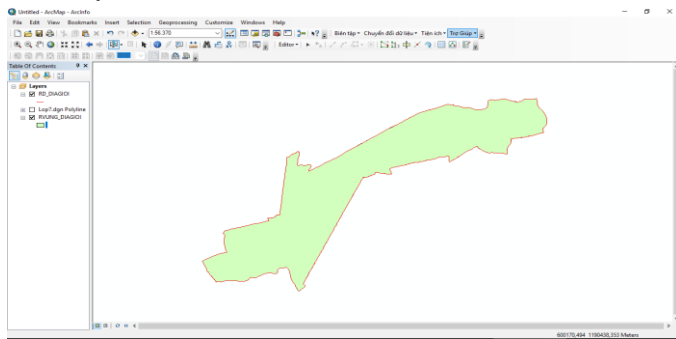 Untitled - ArcMap - ArcInfo
File Edit View Bookmarks Insert Selection Geoprocessing Customize Windows Help
1:56.370
Biên tập Chuyển đổi dữ liệu Tiện ích Trợ Giúp
Editor
Table Of Contents
Layers
RD_DIAGIOI
Lop7.dgn Polyline
RVUNG_DIAGIOI
600170,494 1190438,353 Meters